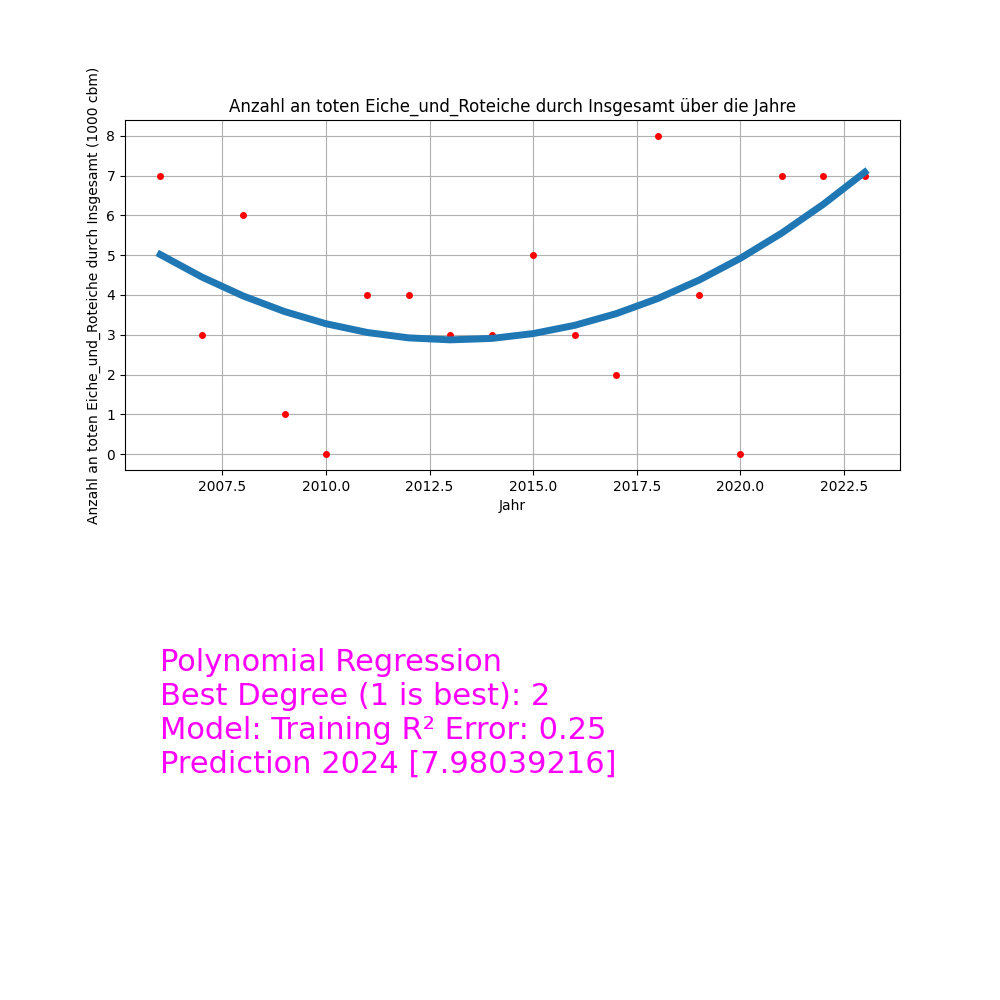 Anzahl an toten Eiche_und_Roteiche durch Insgesamt über die Jahre
Anzahl an toten Eiche_und_Roteiche durch Insgesamt (1000 cbm)
8
7
6
5
4
3
2
1
0
2007.5 2010.0 2012.5 2015.0 2017.5 2020.0 2022.5
Jahr
Polynomial Regression
Best Degree (1 is best): 2
Model: Training R² Error: 0.25
Prediction 2024 [7.98039216]